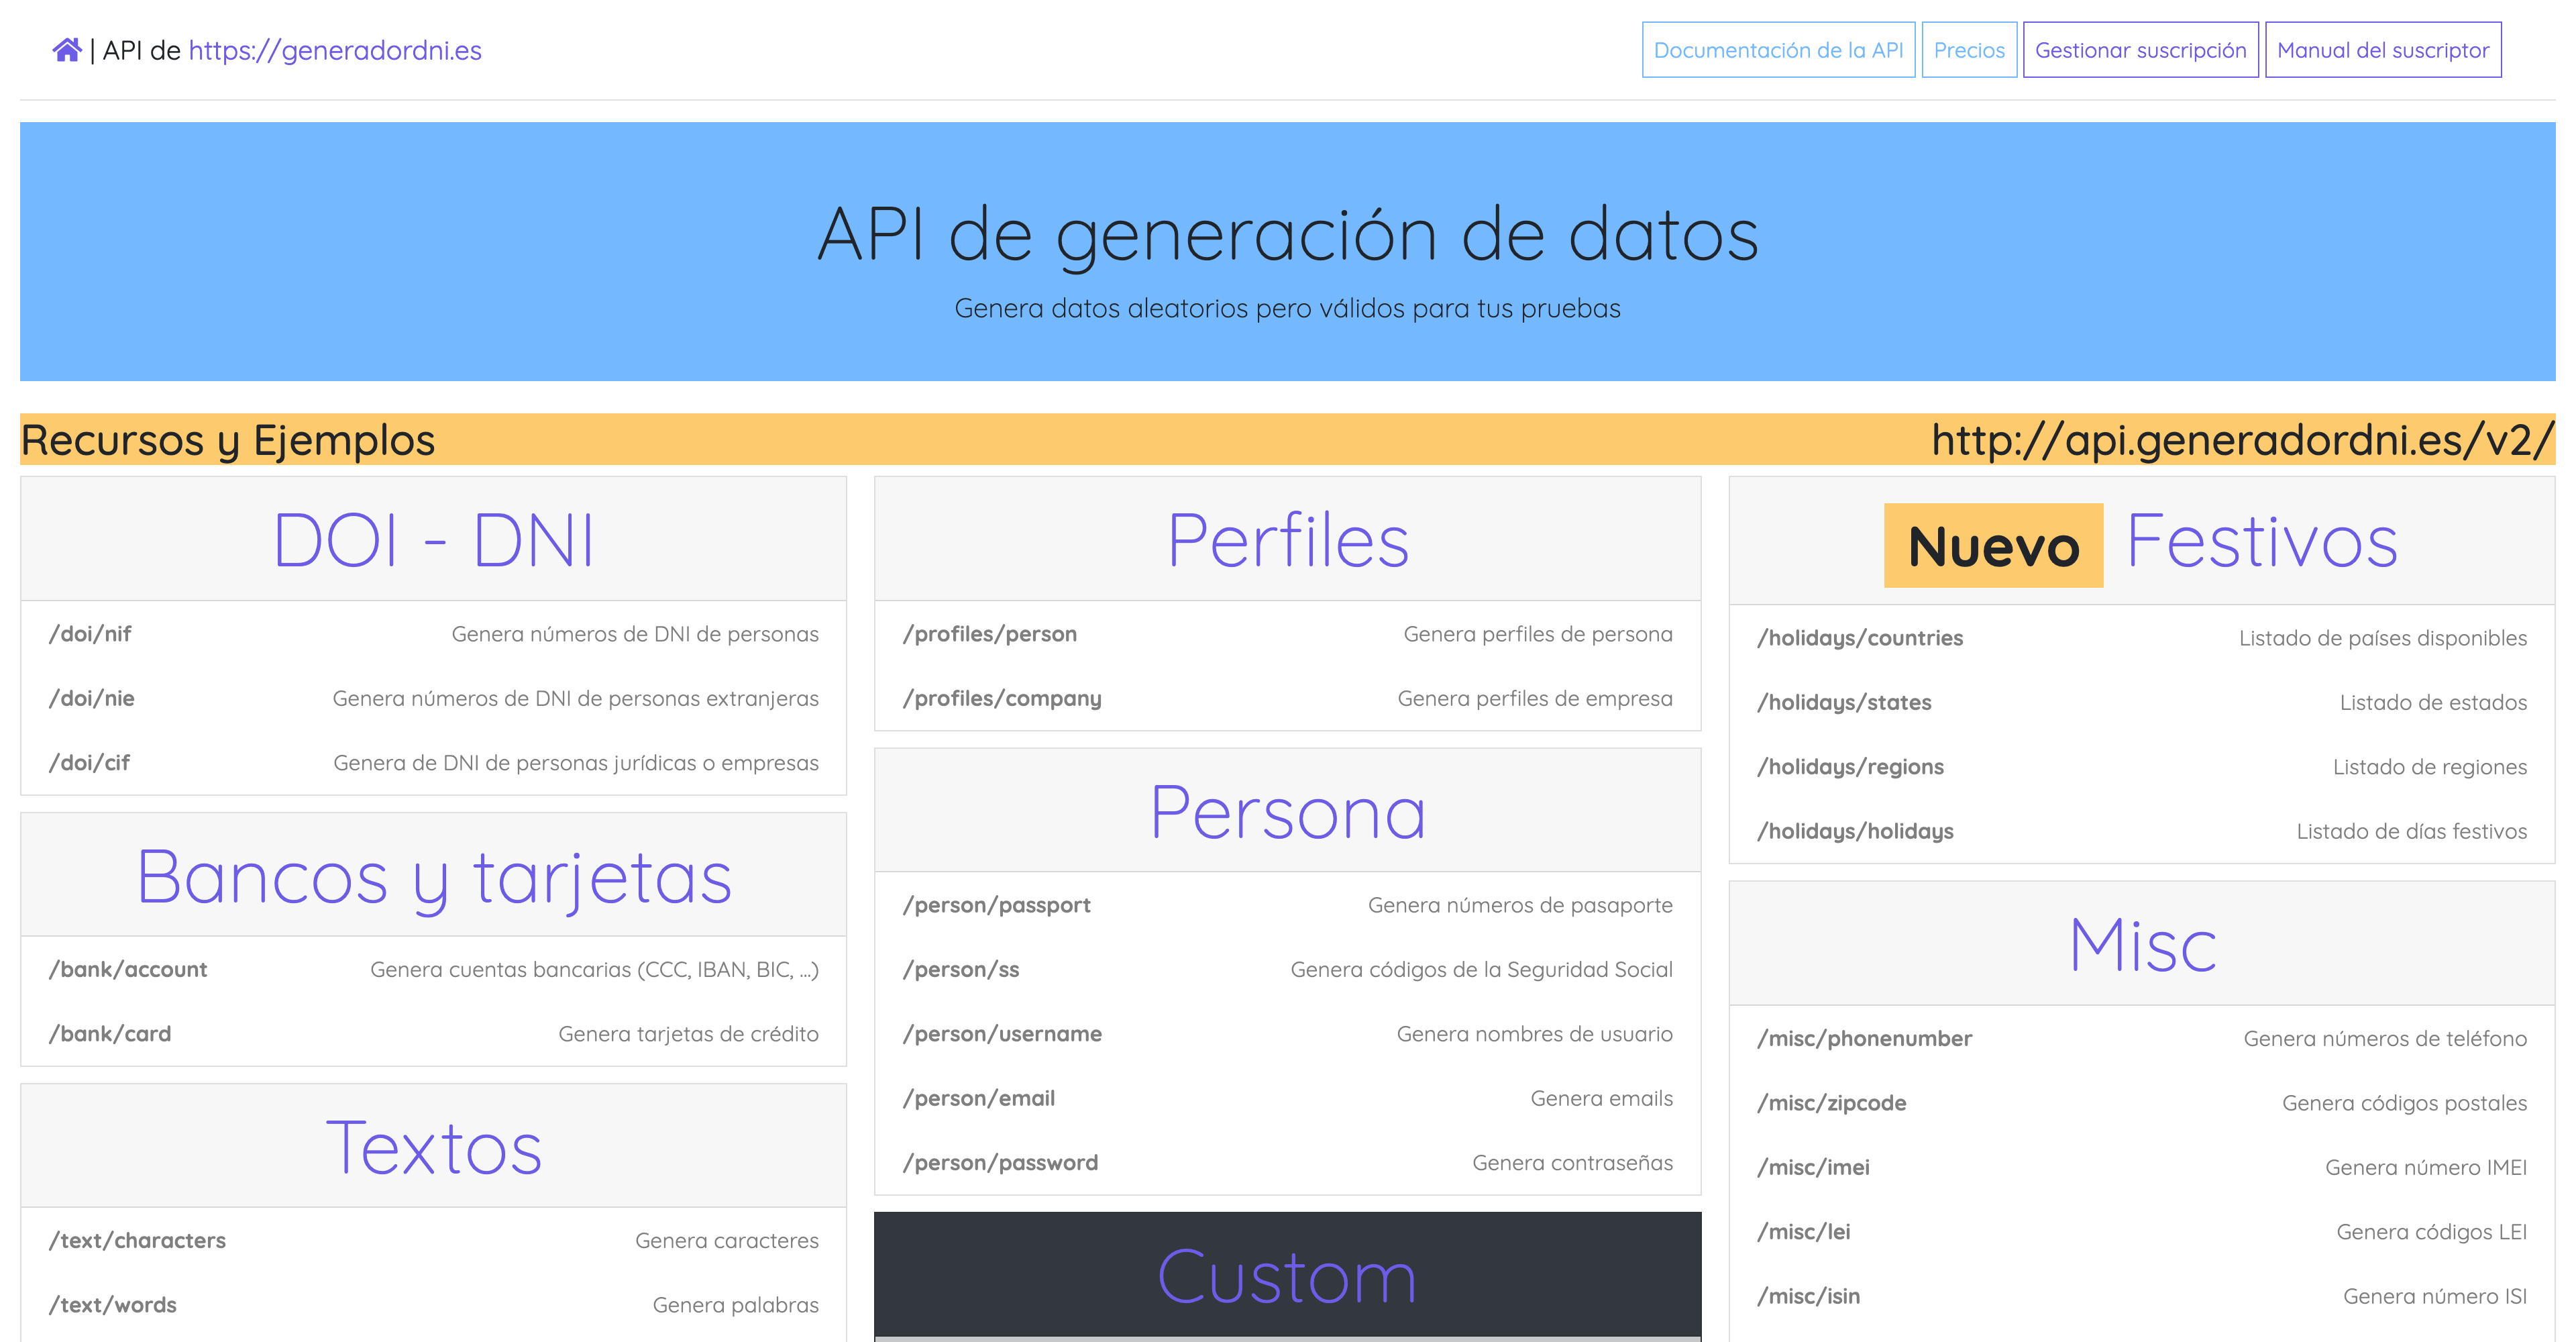 | API de https://generadordni.es
Documentación de la API
Precios
Gestionar suscripción
Manual del suscriptor
API de generación de datos
Genera datos aleatorios pero válidos para tus pruebas
Recursos y Ejemplos
http://api.generadordni.es/v2/
DOI - DNI
/doi/nif Genera números de DNI de personas
/doi/nie Genera números de DNI de personas extranjeras
/doi/cif Genera de DNI de personas jurídicas o empresas
Bancos y tarjetas
/bank/account Genera cuentas bancarias (CCC, IBAN, BIC, ...)
/bank/card Genera tarjetas de crédito
Textos
/text/characters Genera caracteres
/text/words Genera palabras
Perfiles
/profiles/person Genera perfiles de persona
/profiles/company Genera perfiles de empresa
Persona
/person/passport Genera números de pasaporte
/person/ss Genera códigos de la Seguridad Social
/person/username Genera nombres de usuario
/person/email Genera emails
/person/password Genera contraseñas
Custom
Nuevo Festivos
/holidays/countries Listado de países disponibles
/holidays/states Listado de estados
/holidays/regions Listado de regiones
/holidays/holidays Listado de días festivos
Misc
/misc/phonenumber Genera números de teléfono
/misc/zipcode Genera códigos postales
/misc/imei Genera número IMEI
/misc/lei Genera códigos LEI
/misc/isin Genera número ISI